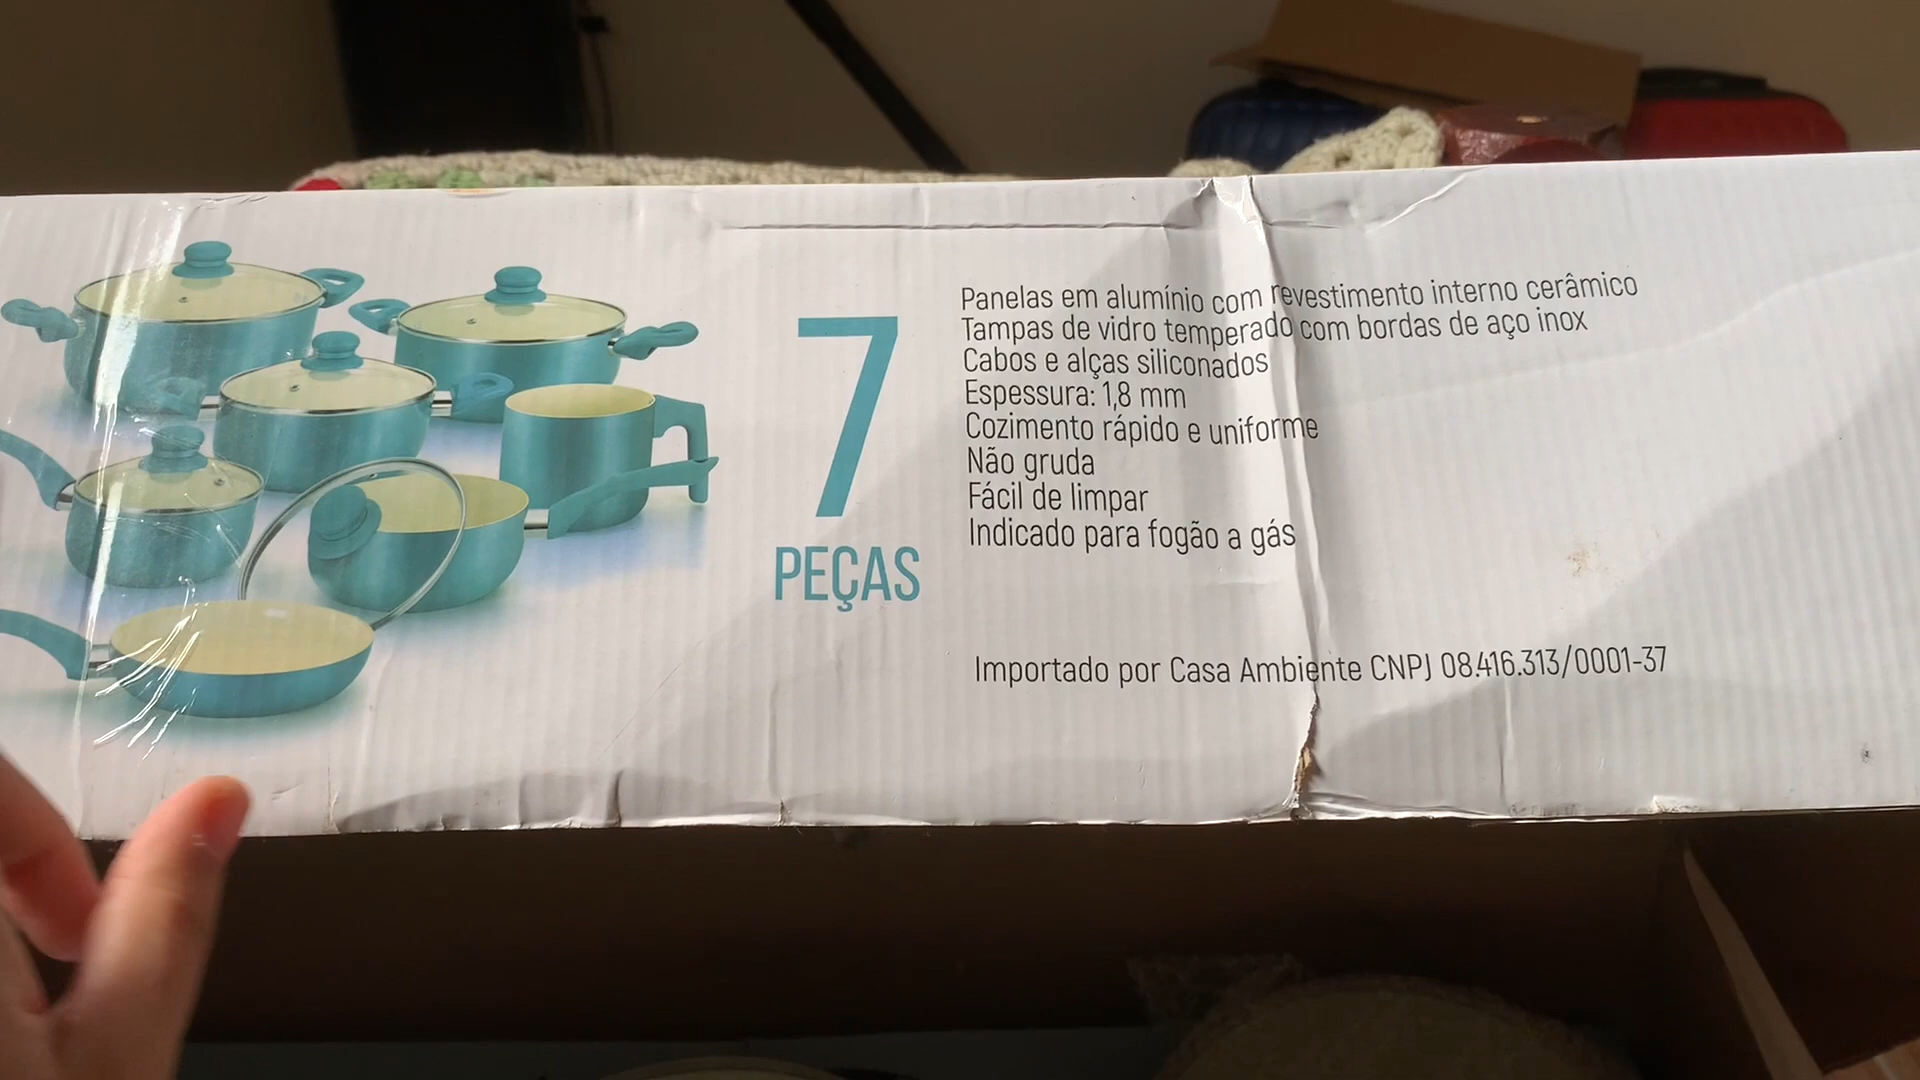 7
PEÇAS
Panelas em alumínio com revestimento interno cerâmico
Tampas de vidro temperado com bordas de aço inox
Cabos e alças siliconados
Espessura: 1,8 mm
Cozimento rápido e uniforme
Não gruda
Fácil de limpar
Indicado para fogão a gás
Importado por Casa Ambiente CNPJ 08.416.313/0001-37